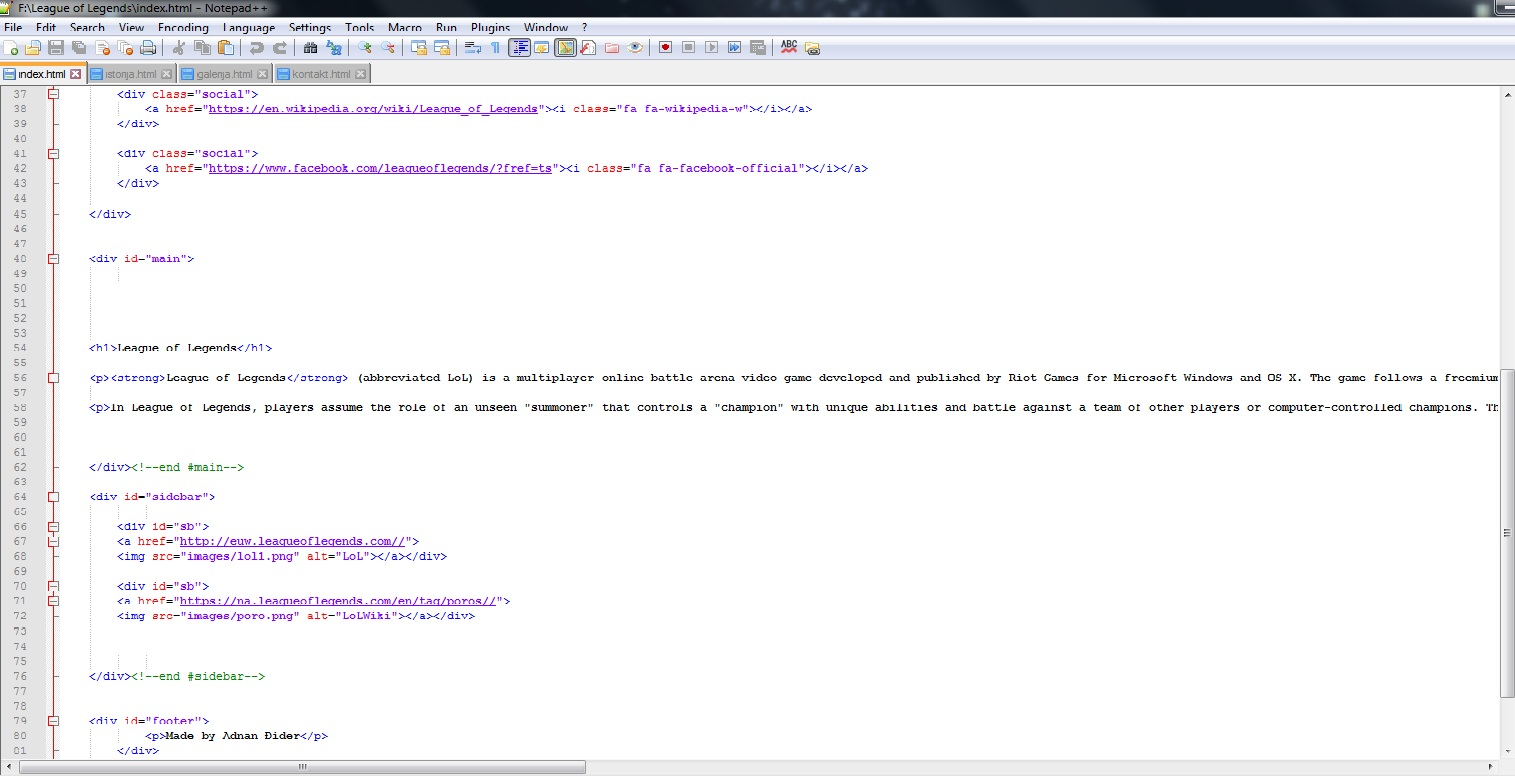 F:\League of Legends\index.html - Notepad++
File Edit Search View Encoding Language Settings Tools Macro Run Plugins Window ?
ABC
index.html istorija.html galerija.html kontakt.html
37 <div class="social">
38 <a href="https://en.wikipedia.org/wiki/League_of_Legends"><i class="fa fa-wikipedia-w"></i></a>
39 </div>
40
41 <div class="social">
42 <a href="https://www.facebook.com/leagueoflegends/?fref=ts"><i class="fa fa-facebook-official"></i></a>
43 </div>
44
45 </div>
46
47
48 <div id="main">
49
50
51
52
53
54 <h1>League of Legends</h1>
55
56 <p><strong>League of Legends</strong> (abbreviated LoL) is a multiplayer online battle arena video game developed and published by Riot Games for Microsoft Windows and OS X. The game follows a freemium
57
58 <p>In League of Legends, players assume the role of an unseen "summoner" that controls a "champion" with unique abilities and battle against a team of other players or computer-controlled champions. Th
59
60
61
62 </div><!--end #main-->
63
64 <div id="sidebar">
65
66 <div id="sb">
67 <a href="http://euw.leagueoflegends.com//">
68 <img src="images/lol1.png" alt="LoL"></a></div>
69
70 <div id="sb">
71 <a href="https://na.leagueoflegends.com/en/tag/poros//">
72 <img src="images/poro.png" alt="LoLWiki"></a></div>
73
74
75
76 </div><!--end #sidebar-->
77
78
79 <div id="footer">
80 <p>Made by Adnan Đider</p>
81 </div>